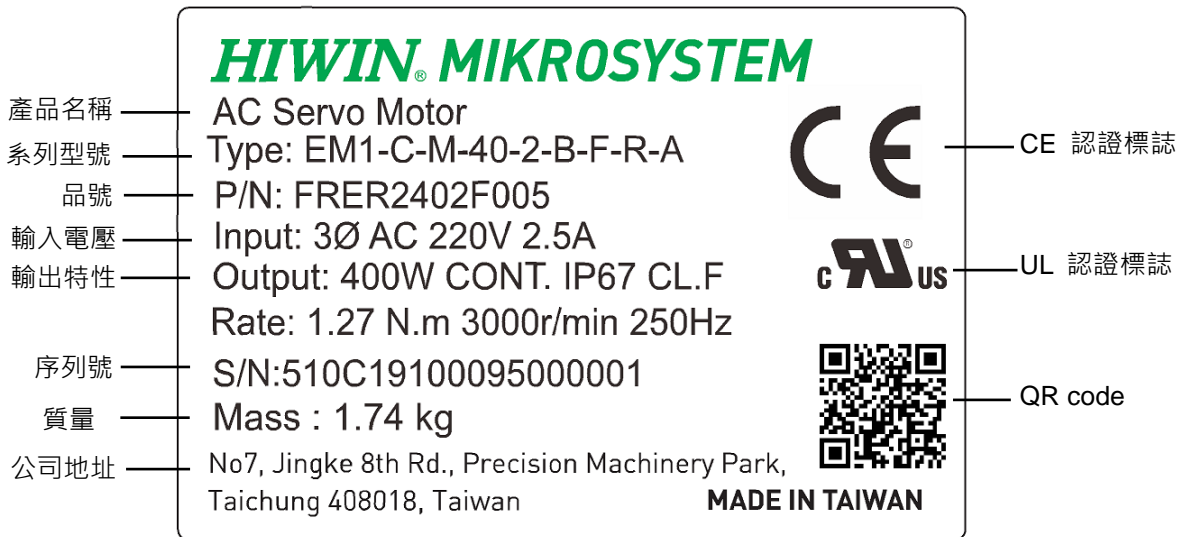 HIWIN® MIKROSYSTEM
產品名稱 AC Servo Motor
系列型號 Type: EM1-C-M-40-2-B-F-R-A
CE CE 認證標誌
品號 P/N: FRER2402F005
輸入電壓 Input: 3Ø AC 220V 2.5A
輸出特性 Output: 400W CONT. IP67 CL.F
C RU® US UL 認證標誌
Rate: 1.27 N.m 3000r/min 250Hz
序列號 S/N:510C19100095000001
QR code
質量 Mass : 1.74 kg
公司地址 No7, Jingke 8th Rd., Precision Machinery Park,
Taichung 408018, Taiwan
MADE IN TAIWAN